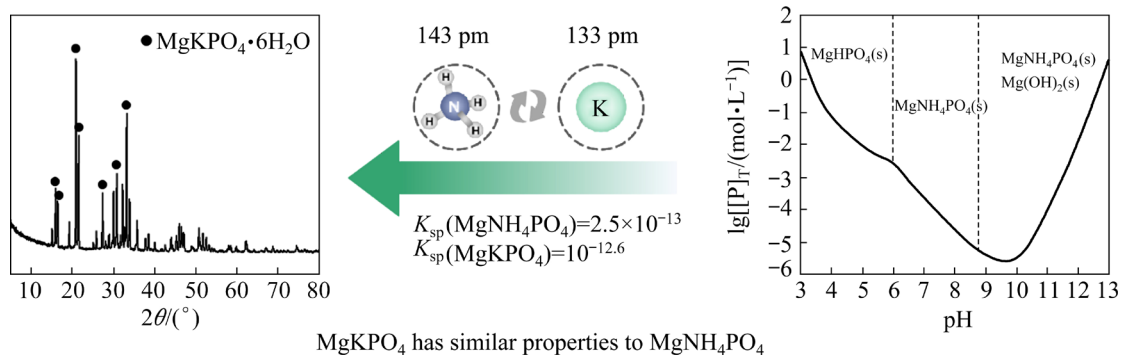 ● MgKPO₄•6H₂O
10 20 30 40 50 60 70 80
2θ/(°)
143 pm 133 pm
H
N H
H
H
K
Ksp(MgNH₄PO₄)=2.5×10⁻¹³
Ksp(MgKPO₄)=10⁻¹²·⁶
lg[[P]T/(mol•L⁻¹)]
2
1
0
−1
−2
−3
−4
−5
−6
MgHPO₄(s)
MgNH₄PO₄(s)
MgNH₄PO₄(s)
Mg(OH)₂(s)
3 4 5 6 7 8 9 10 11 12 13
pH
MgKPO₄ has similar properties to MgNH₄PO₄